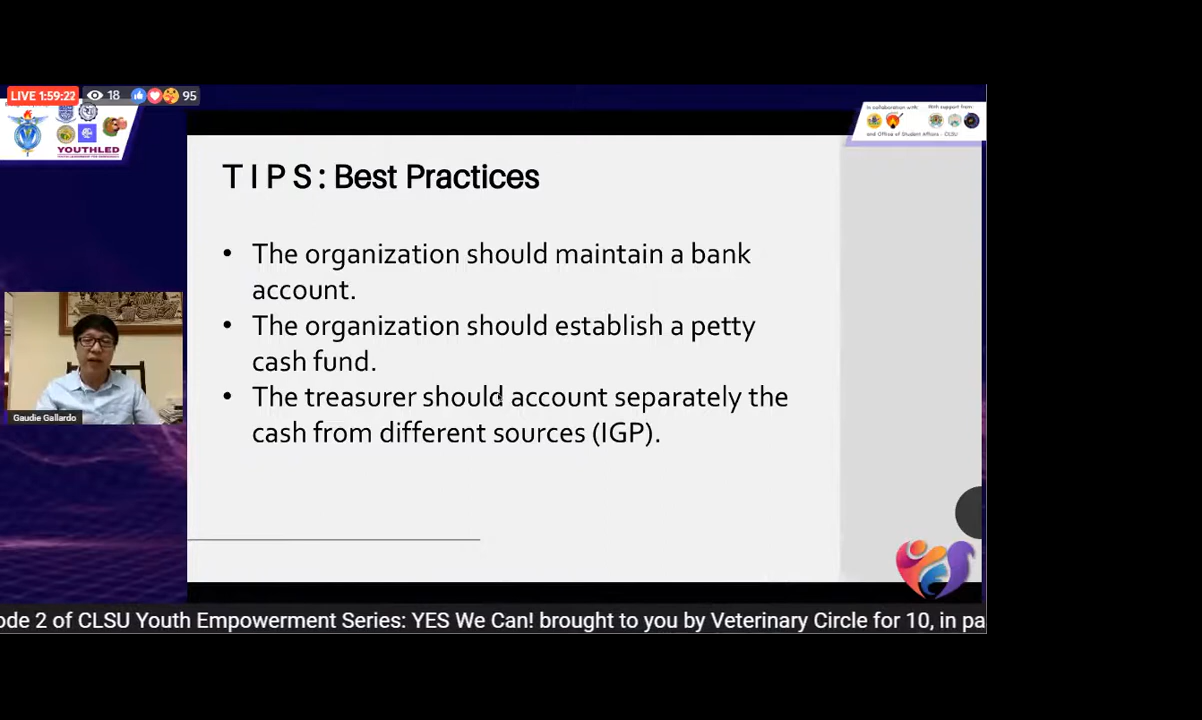 LIVE 1:59:22 18 95
In collaboration with: With support from
and Office of Student Affairs - CLSU
YOUTHLED
T I P S : Best Practices
• The organization should maintain a bank
account.
• The organization should establish a petty
cash fund.
• The treasurer should account separately the
cash from different sources (IGP).
Gaudie Gallardo
ode 2 of CLSU Youth Empowerment Series: YES We Can! brought to you by Veterinary Circle for 10, in pa